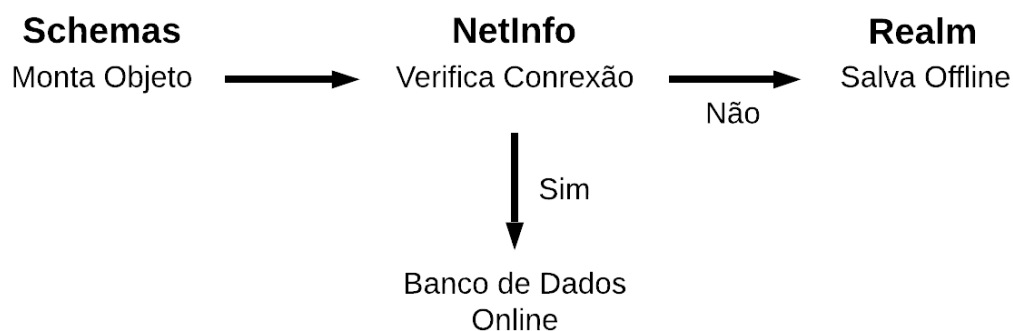 Schemas
Monta Objeto
NetInfo
Verifica Conrexão
Realm
Salva Offline
Não
Sim
Banco de Dados
Online